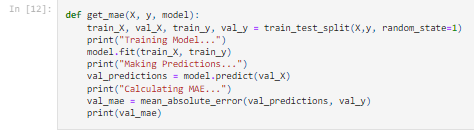 In [12]:
def get_mae(X, y, model):
    train_X, val_X, train_y, val_y = train_test_split(X,y, random_state=1)
    print("Training Model...")
    model.fit(train_X, train_y)
    print("Making Predictions...")
    val_predictions = model.predict(val_X)
    print("Calculating MAE...")
    val_mae = mean_absolute_error(val_predictions, val_y)
    print(val_mae)